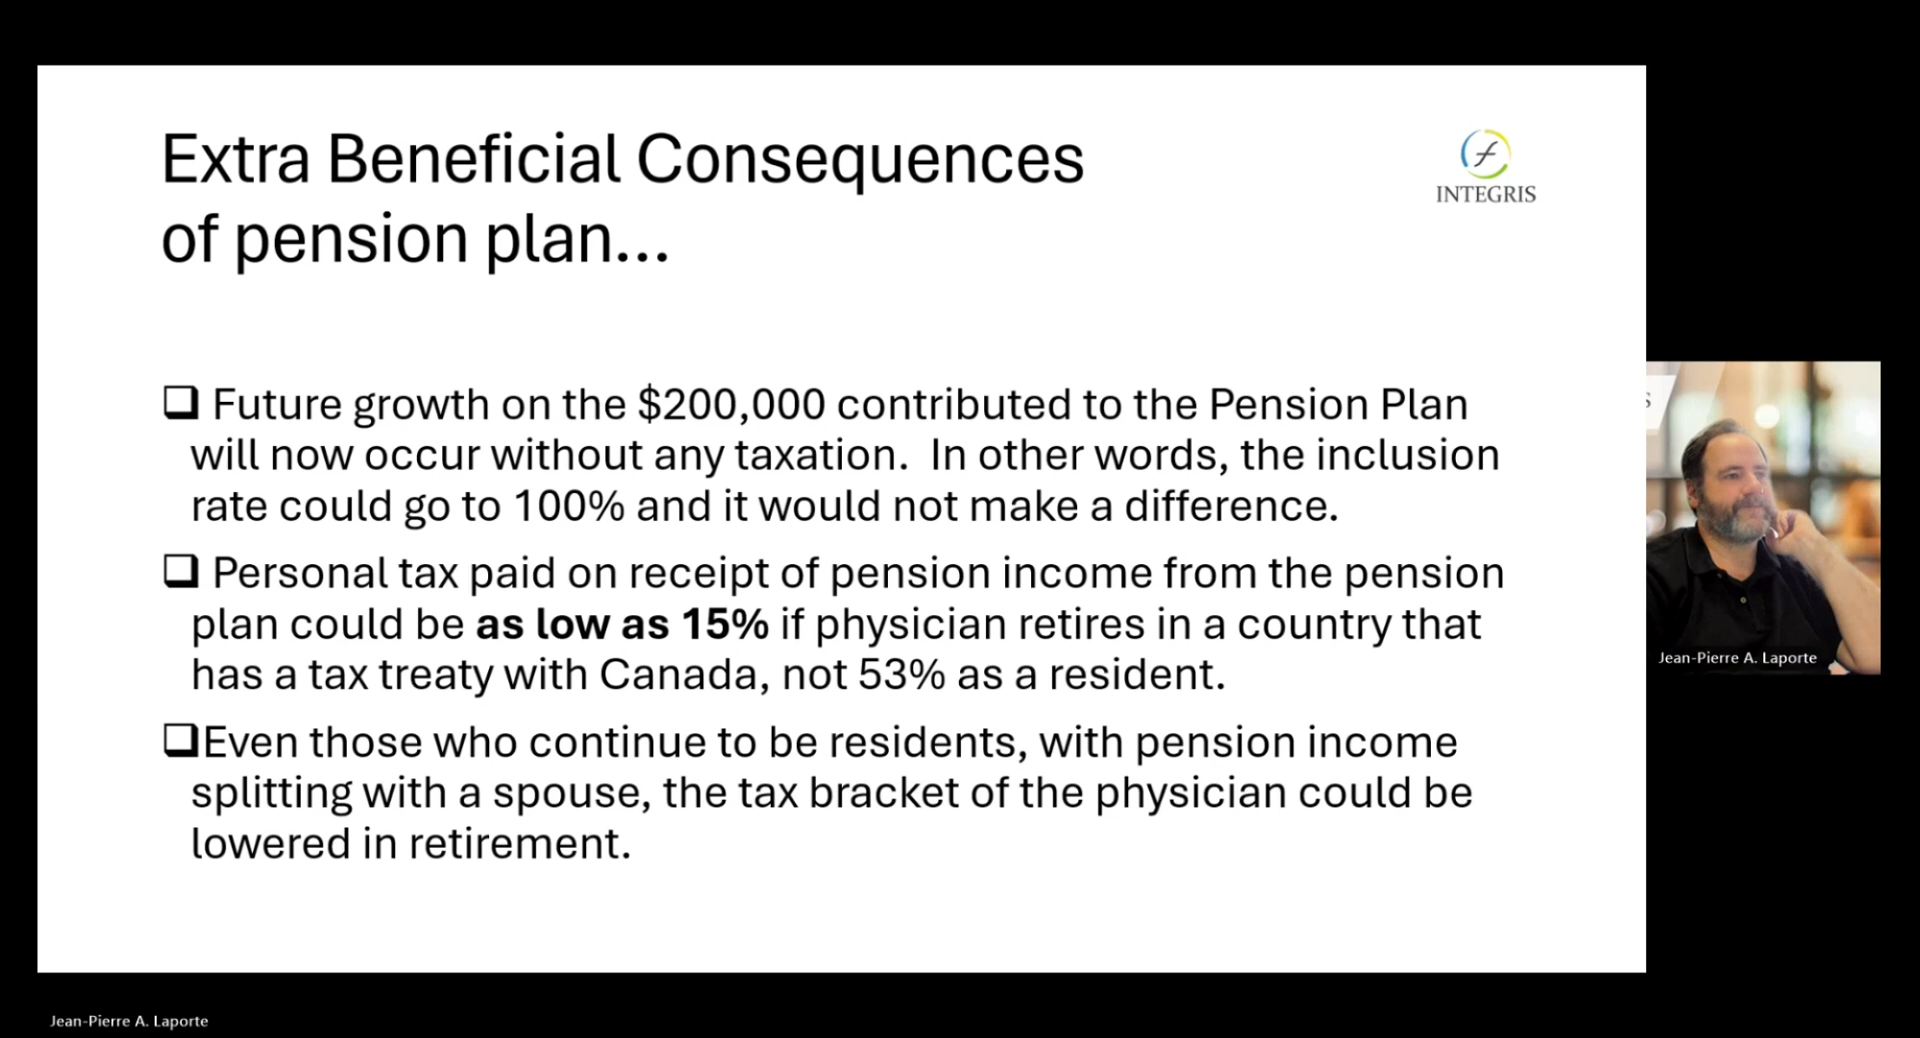 Extra Beneficial Consequences
of pension plan...
INTEGRIS
❑ Future growth on the $200,000 contributed to the Pension Plan
will now occur without any taxation.  In other words, the inclusion
rate could go to 100% and it would not make a difference.
❑ Personal tax paid on receipt of pension income from the pension
plan could be as low as 15% if physician retires in a country that
has a tax treaty with Canada, not 53% as a resident.
❑Even those who continue to be residents, with pension income
splitting with a spouse, the tax bracket of the physician could be
lowered in retirement.
S
Jean-Pierre A. Laporte
Jean-Pierre A. Laporte